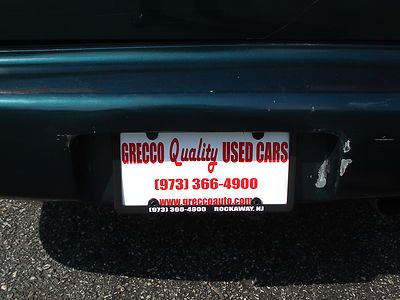 GRECCO Quality USED CARS
(973) 366-4900
www.greccoauto.com
(973) 366-4900 ROCKAWAY, NJ